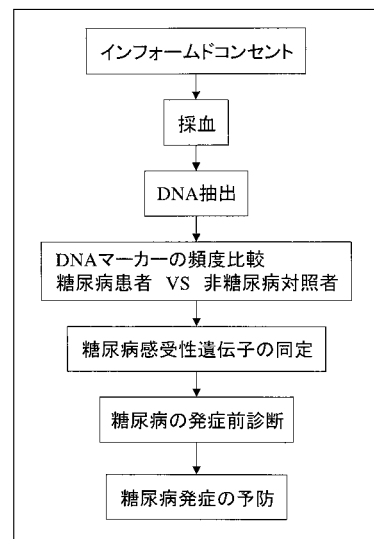 インフォームドコンセント
採血
DNA抽出
DNAマーカーの頻度比較
糖尿病患者 VS 非糖尿病対照者
糖尿病感受性遺伝子の同定
糖尿病の発症前診断
糖尿病発症の予防